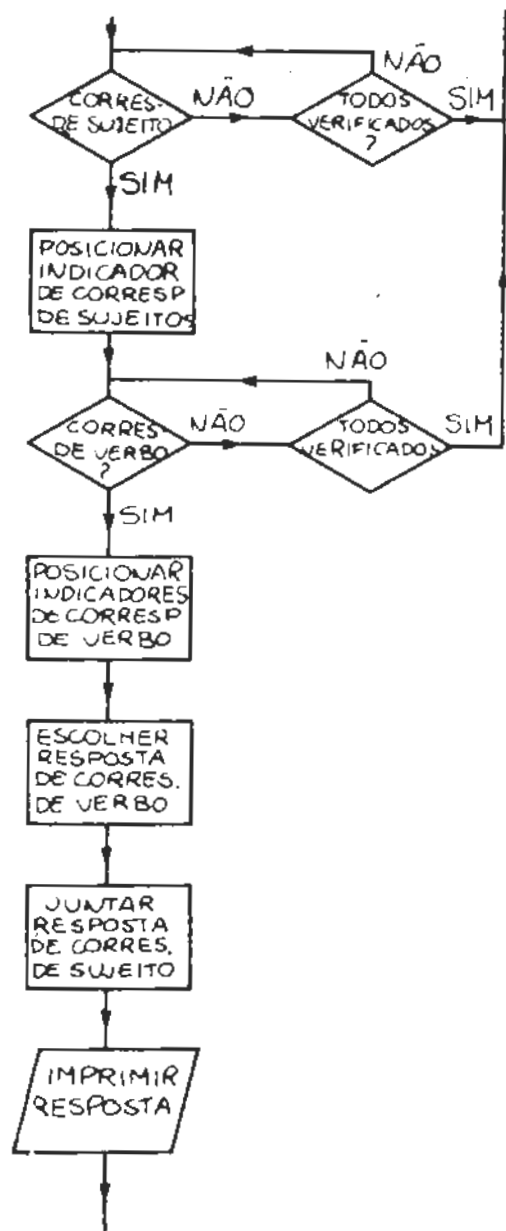 NÃO
CORRES-
DE SUJEITO
NÃO
TODOS
VERIFICADOS
?
SIM
SIM
POSICIONAR
INDICADOR
DE CORRESP
DE SUJEITOS
NÃO
CORRES-
DE VERBO
?
NÃO
TODOS
VERIFICADOS
SIM
SIM
POSICIONAR
INDICADORES
DE CORRESP
DE VERBO
ESCOLHER
RESPOSTA
DE CORRES.
DE VERBO
JUNTAR
RESPOSTA
DE CORRES.
DE SUJEITO
IMPRIMIR
RESPOSTA